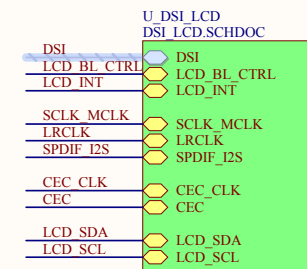 U_DSI_LCD
DSI_LCD.SCHDOC
DSI DSI
LCD_BL_CTRL LCD_BL_CTRL
LCD_INT LCD_INT
SCLK_MCLK SCLK_MCLK
LRCLK LRCLK
SPDIF_I2S SPDIF_I2S
CEC_CLK CEC_CLK
CEC CEC
LCD_SDA LCD_SDA
LCD_SCL LCD_SCL